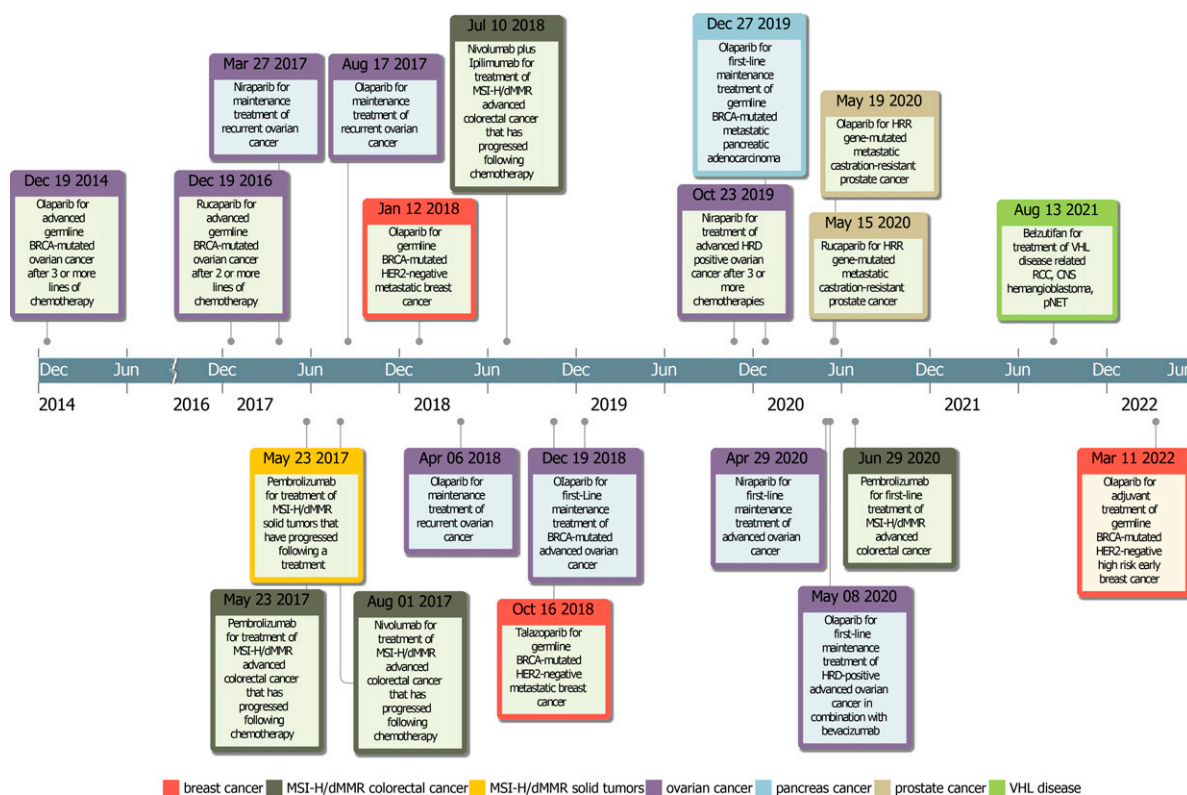 Jul 10 2018
Nivolumab plus
Ipilimumab for
treatment of
MSI-H/dMMR
advanced
colorectal cancer
that has
progressed
following
chemotherapy
Dec 27 2019
Olaparib for
first-line
maintenance
treatment of
germline
BRCA-mutated
metastatic
pancreatic
adenocarcinoma
Mar 27 2017
Niraparib for
maintenance
treatment of
recurrent ovarian
cancer
Aug 17 2017
Olaparib for
maintenance
treatment of
recurrent ovarian
cancer
May 19 2020
Olaparib for HRR
gene-mutated
metastatic
castration-resistant
prostate cancer
Dec 19 2014
Olaparib for
advanced
germline
BRCA-mutated
ovarian cancer
after 3 or more
lines of
chemotherapy
Dec 19 2016
Rucaparib for
advanced
germline
BRCA-mutated
ovarian cancer
after 2 or more
lines of
chemotherapy
Jan 12 2018
Olaparib for
germline
BRCA-mutated
HER2-negative
metastatic breast
cancer
Oct 23 2019
Niraparib for
treatment of
advanced HRD
positive ovarian
cancer after 3 or
more
chemotherapies
May 15 2020
Rucaparib for HRR
gene-mutated
metastatic
castration-resistant
prostate cancer
Aug 13 2021
Belzutifan for
treatment of VHL
disease related
RCC, CNS
hemangioblastoma,
pNET
Dec Jun Dec Jun Dec Jun Dec Jun Dec Jun Dec Jun Dec Jun
2014 2016 2017 2018 2019 2020 2021 2022
May 23 2017
Pembrolizumab
for treatment of
MSI-H/dMMR
solid tumors that
have progressed
following a
treatment
Apr 06 2018
Olaparib for
maintenance
treatment of
recurrent ovarian
cancer
Dec 19 2018
Olaparib for
first-Line
maintenance
treatment of
BRCA-mutated
advanced ovarian
cancer
Apr 29 2020
Niraparib for
first-line
maintenance
treatment of
advanced ovarian
cancer
Jun 29 2020
Pembrolizumab
for first-line
treatment of
MSI-H/dMMR
advanced
colorectal cancer
Mar 11 2022
Olaparib for
adjuvant
treatment of
germline
BRCA-mutated
HER2-negative
high risk early
breast cancer
May 23 2017
Pembrolizumab
for treatment of
MSI-H/dMMR
advanced
colorectal cancer
that has
progressed
following
chemotherapy
Aug 01 2017
Nivolumab for
treatment of
MSI-H/dMMR
advanced
colorectal cancer
that has
progressed
following
chemotherapy
Oct 16 2018
Talazoparib for
germline
BRCA-mutated
HER2-negative
metastatic breast
cancer
May 08 2020
Olaparib for
first-line
maintenance
treatment of
HRD-positive
advanced ovarian
cancer in
combination with
bevacizumab
breast cancer MSI-H/dMMR colorectal cancer MSI-H/dMMR solid tumors ovarian cancer pancreas cancer prostate cancer VHL disease